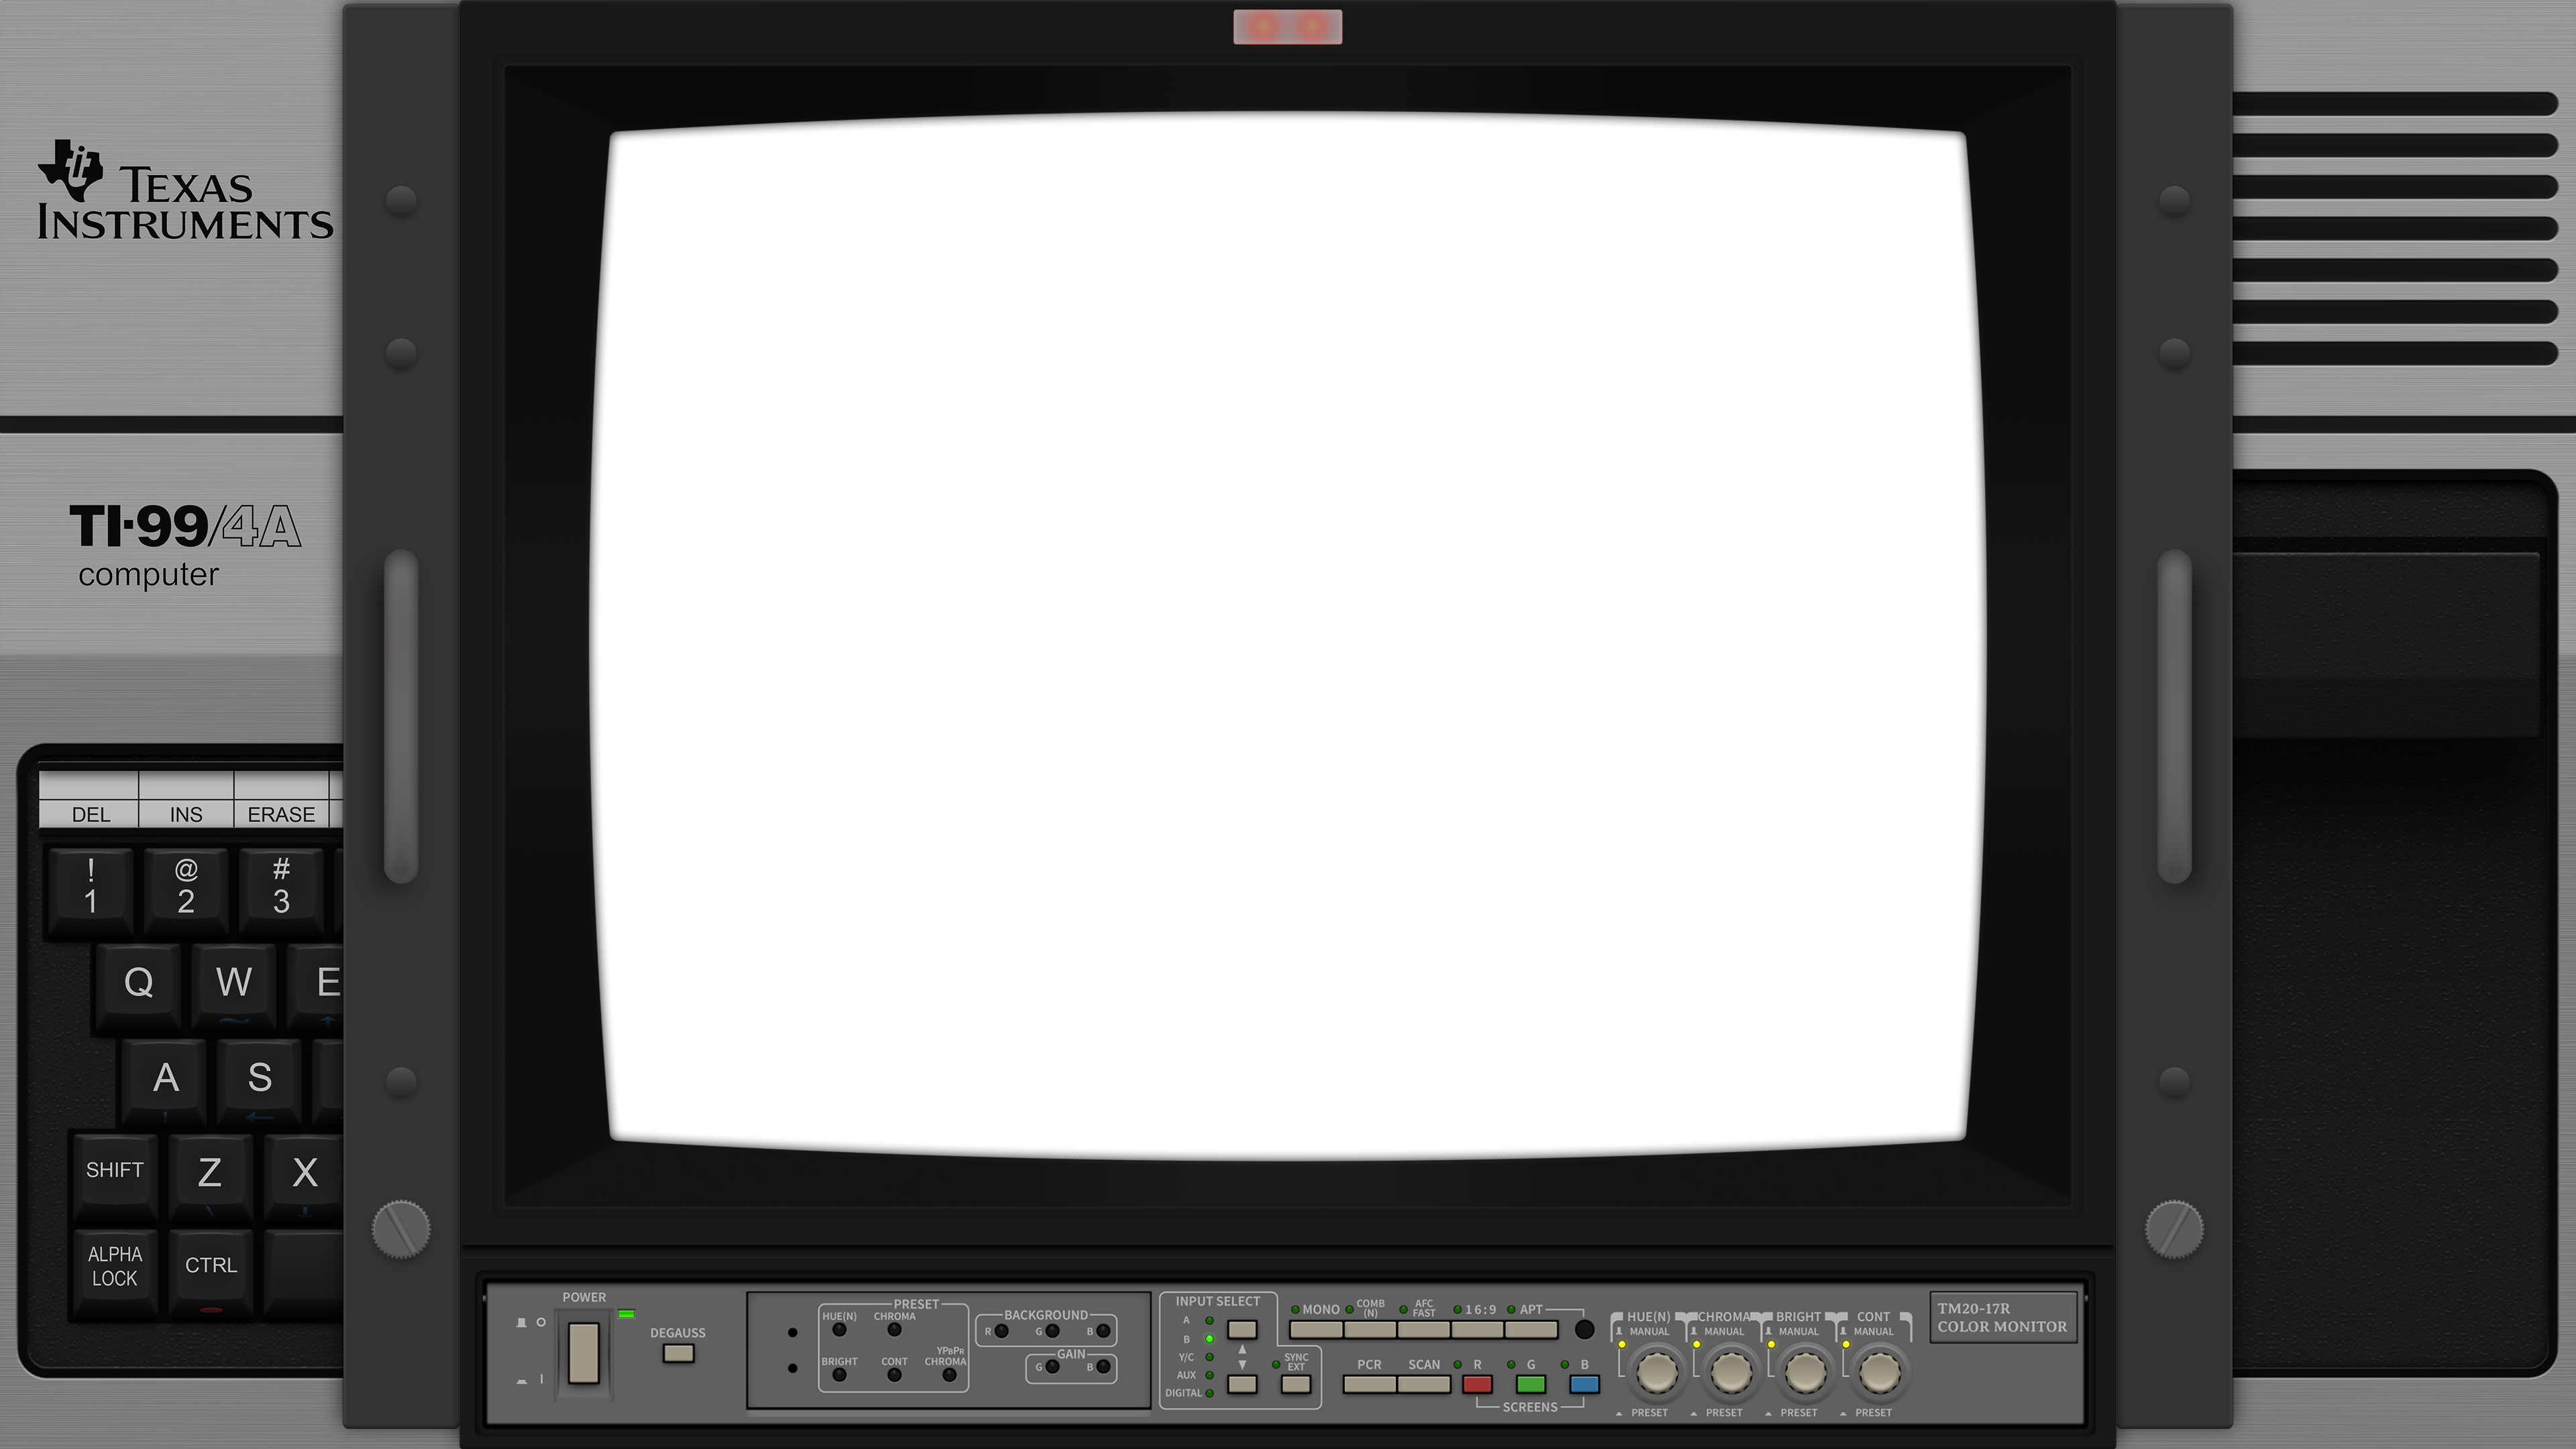 TEXAS
INSTRUMENTS
TI-99/4A
computer
DEL INS ERASE
! @ #
1 2 3
Q W E
A S
SHIFT Z X
ALPHA
LOCK
CTRL
POWER
DEGAUSS
PRESET
HUE(N) CHROMA
BRIGHT CONT YPBPR
CHROMA
BACKGROUND
R G B
GAIN
G B
INPUT SELECT
A
B
Y/C
AUX
DIGITAL
SYNC
EXT
MONO COMB
(N) AFC
FAST 16:9 APT
PCR SCAN R G B
SCREENS
HUE(N) CHROMA BRIGHT CONT
MANUAL MANUAL MANUAL MANUAL
PRESET PRESET PRESET PRESET
TM20-17R
COLOR MONITOR